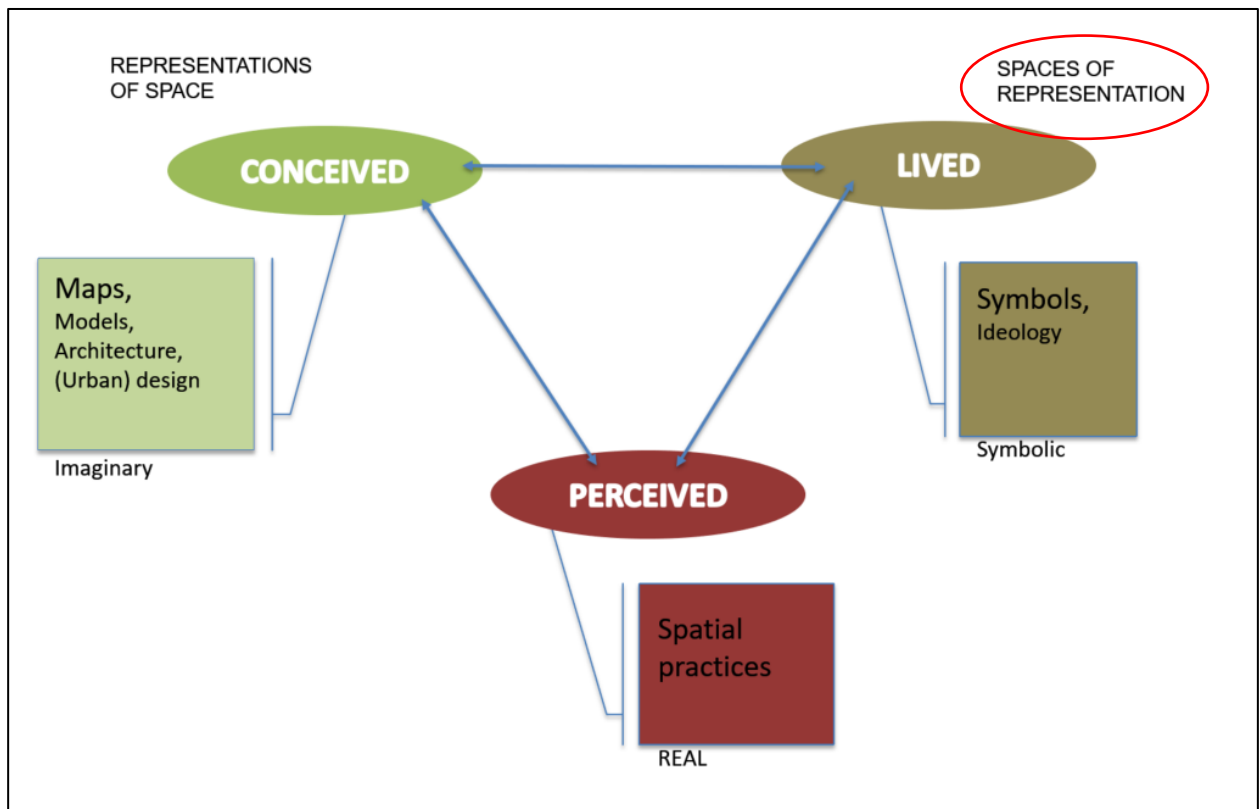 REPRESENTATIONS
OF SPACE
SPACES OF
REPRESENTATION
CONCEIVED
LIVED
Maps,
Models,
Architecture,
(Urban) design
Imaginary
Symbols,
Ideology
Symbolic
PERCEIVED
Spatial
practices
REAL